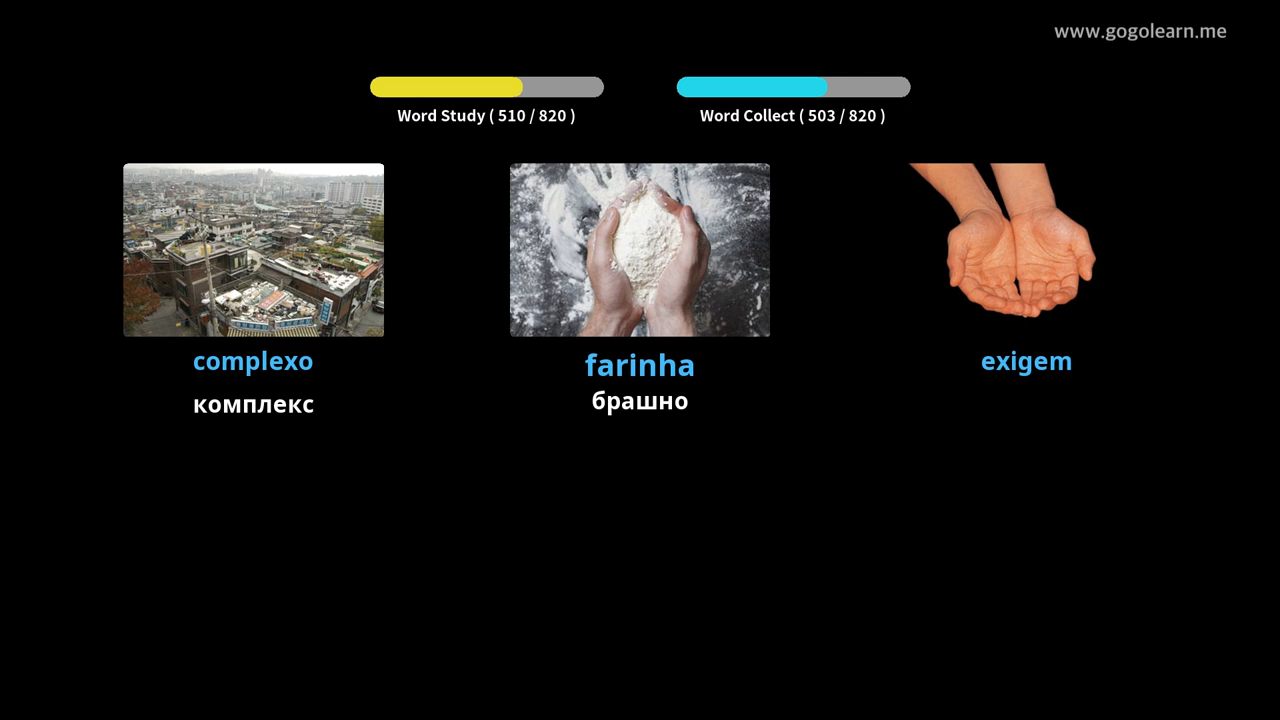 www.gogolearn.me
Word Study ( 510 / 820 )
Word Collect ( 503 / 820 )
complexo
farinha
exigem
комплекс
брашно